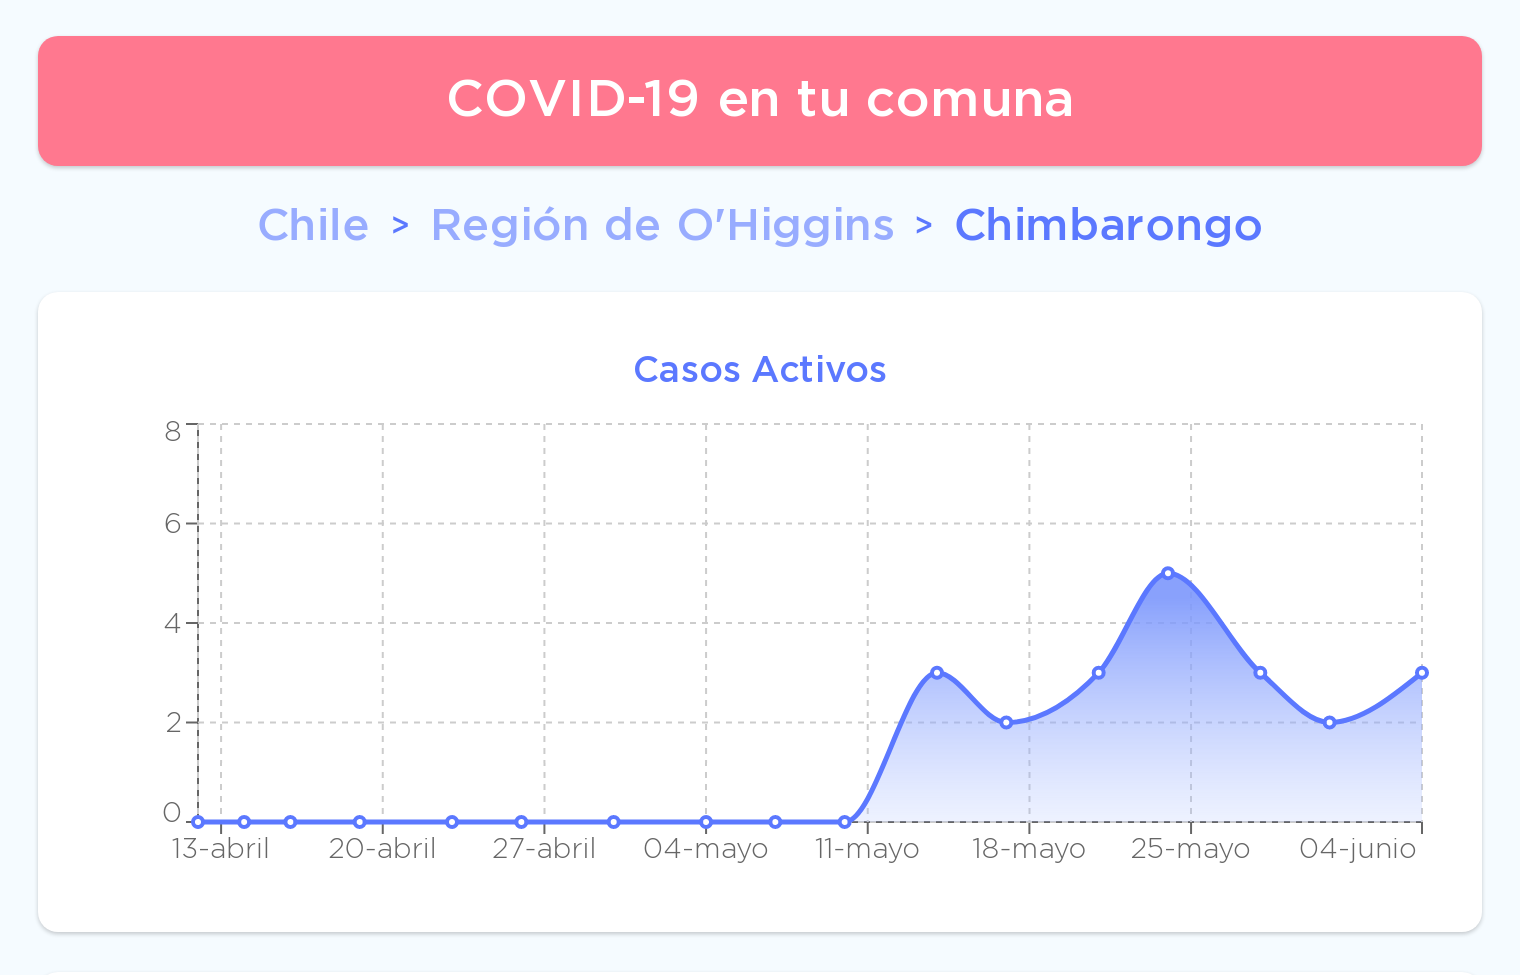 COVID-19 en tu comuna
Chile > Región de O'Higgins > Chimbarongo
Casos Activos
8
6
4
2
0
13-abril 20-abril 27-abril 04-mayo 11-mayo 18-mayo 25-mayo 04-junio